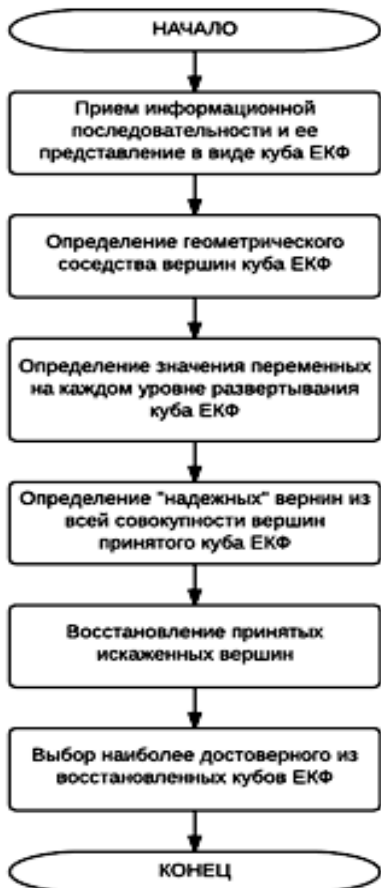 НАЧАЛО
Прием информационной
последовательности и ее
представление в виде куба ЕКФ
Определение геометрического
соседства вершин куба ЕКФ
Определение значения переменных
на каждом уровне развертывания
куба ЕКФ
Определение "надежных" вернин из
всей совокупности вершин
принятого куба ЕКФ
Восстановление принятых
искаженных вершин
Выбор наиболее достоверного из
восстановленных кубов ЕКФ
КОНЕЦ